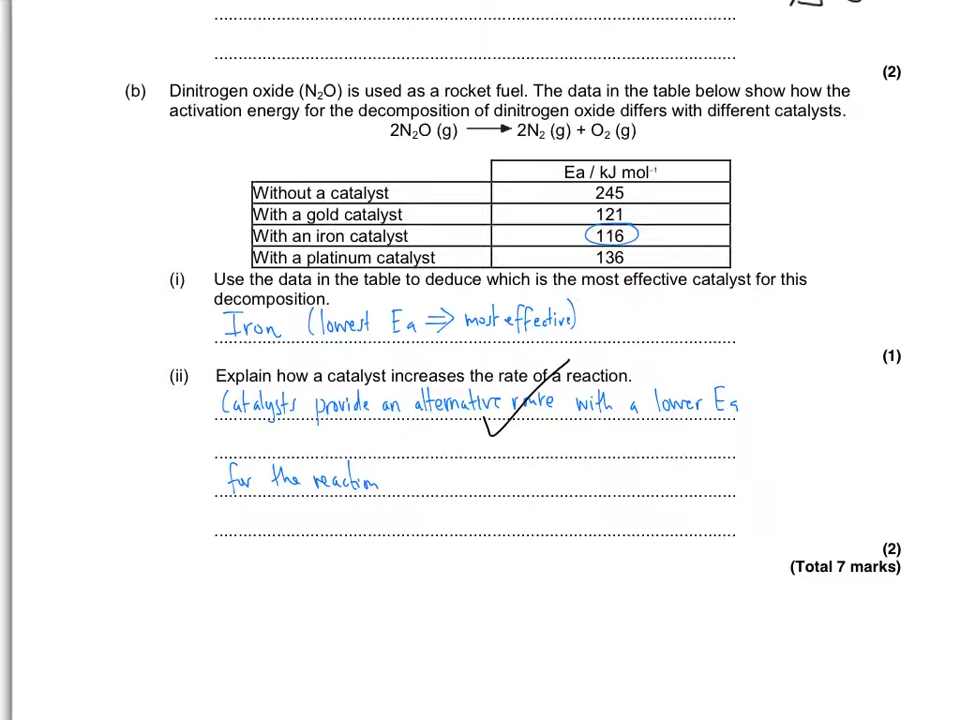 (2)
(b) Dinitrogen oxide (N₂O) is used as a rocket fuel. The data in the table below show how the
activation energy for the decomposition of dinitrogen oxide differs with different catalysts.
2N₂O (g) ⟶ 2N₂ (g) + O₂ (g)
Ea / kJ mol⁻¹
Without a catalyst 245
With a gold catalyst 121
With an iron catalyst 116
With a platinum catalyst 136
(i) Use the data in the table to deduce which is the most effective catalyst for this
decomposition.
Iron (lowest Ea ⇒ most effective)
(1)
(ii) Explain how a catalyst increases the rate of a reaction.
Catalysts provide an alternative route with a lower Ea
for the reaction
(2)
(Total 7 marks)